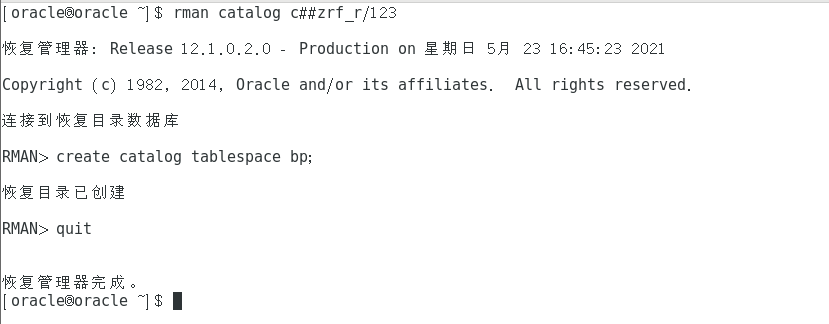 [oracle@oracle ~]$ rman catalog c##zrf_r/123
恢复管理器: Release 12.1.0.2.0 - Production on 星期日 5月 23 16:45:23 2021
Copyright (c) 1982, 2014, Oracle and/or its affiliates.  All rights reserved.
连接到恢复目录数据库
RMAN> create catalog tablespace bp;
恢复目录已创建
RMAN> quit
恢复管理器完成。
[oracle@oracle ~]$